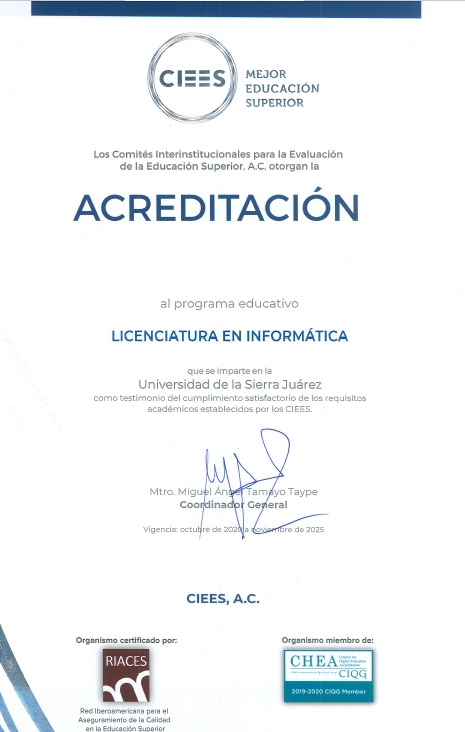 CIEES
MEJOR
EDUCACIÓN
SUPERIOR
Los Comités Interinstitucionales para la Evaluación
de la Educación Superior, A.C. otorgan la
ACREDITACIÓN
al programa educativo
LICENCIATURA EN INFORMÁTICA
que se imparte en la
Universidad de la Sierra Juárez
como testimonio del cumplimiento satisfactorio de los requisitos
académicos establecidos por los CIEES.
Mtro. Miguel Ángel Tamayo Taype
Coordinador General
Vigencia: octubre de 2020 a noviembre de 2025
CIEES, A.C.
Organismo certificado por:
RIACES
Red Iberoamericana para el
Aseguramiento de la Calidad
en la Educación Superior
Organismo miembro de:
CHEA
Council for
Higher Education
Accreditation
CIQG
2019-2020 CIQG Member